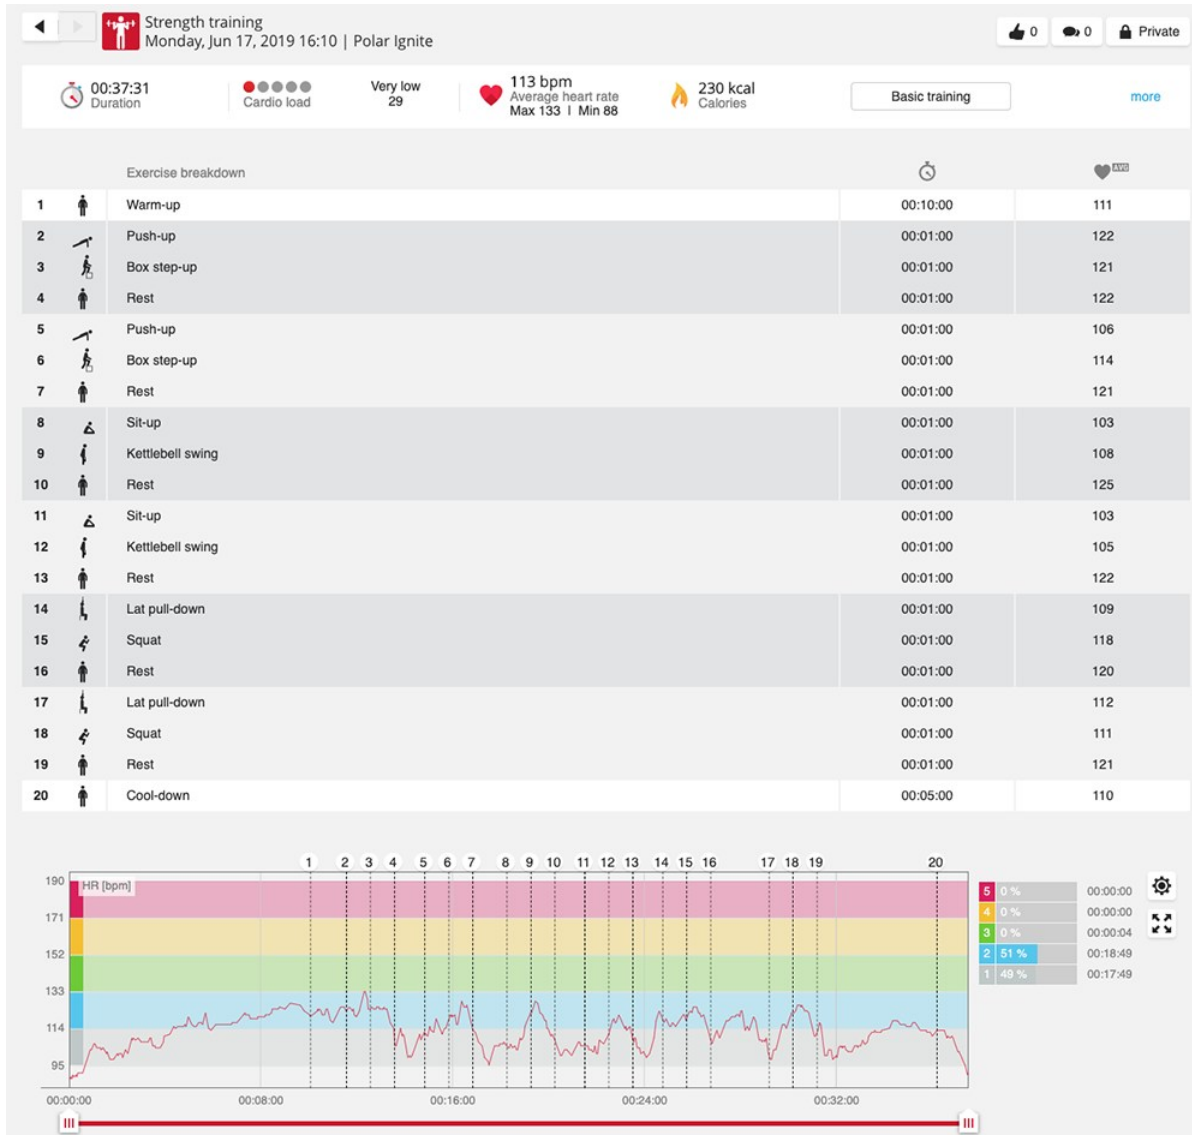 Strength training
Monday, Jun 17, 2019 16:10 | Polar Ignite
0 0 Private
00:37:31
Duration
Cardio load
Very low
29
113 bpm
Average heart rate
Max 133 | Min 88
230 kcal
Calories
Basic training
more
Exercise breakdown AVG
1 Warm-up 00:10:00 111
2 Push-up 00:01:00 122
3 Box step-up 00:01:00 121
4 Rest 00:01:00 122
5 Push-up 00:01:00 106
6 Box step-up 00:01:00 114
7 Rest 00:01:00 121
8 Sit-up 00:01:00 103
9 Kettlebell swing 00:01:00 108
10 Rest 00:01:00 125
11 Sit-up 00:01:00 103
12 Kettlebell swing 00:01:00 105
13 Rest 00:01:00 122
14 Lat pull-down 00:01:00 109
15 Squat 00:01:00 118
16 Rest 00:01:00 120
17 Lat pull-down 00:01:00 112
18 Squat 00:01:00 111
19 Rest 00:01:00 121
20 Cool-down 00:05:00 110
1 2 3 4 5 6 7 8 9 10 11 12 13 14 15 16 17 18 19 20
HR [bpm]
190
171
152
133
114
95
00:00:00 00:08:00 00:16:00 00:24:00 00:32:00
5 0 % 00:00:00
4 0 % 00:00:00
3 0 % 00:00:04
2 51 % 00:18:49
1 49 % 00:17:49